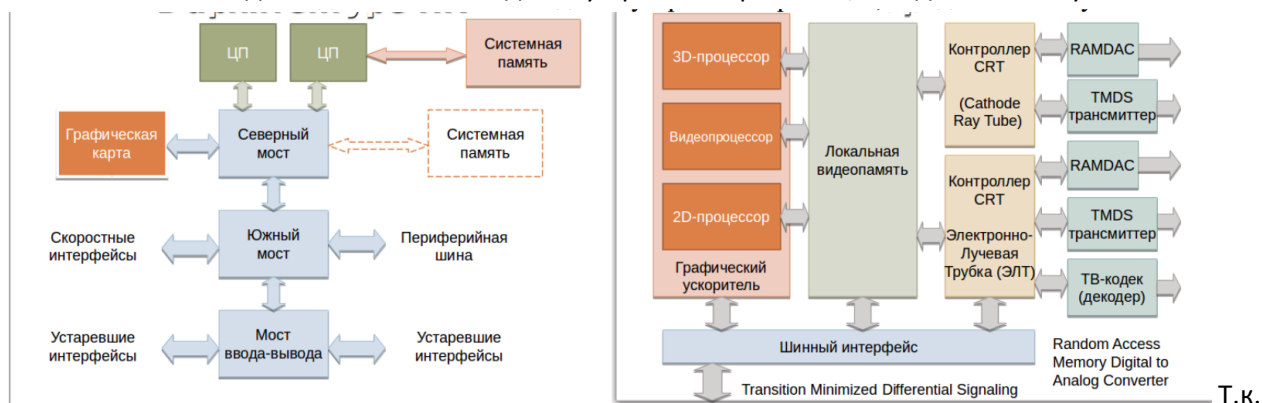 ЦП
ЦП
Системная
память
Графическая
карта
Северный
мост
Системная
память
Скоростные
интерфейсы
Южный
мост
Периферийная
шина
Устаревшие
интерфейсы
Мост
ввода-вывода
Устаревшие
интерфейсы
3D-процессор
Видеопроцессор
2D-процессор
Графический
ускоритель
Локальная
видеопамять
Контроллер
CRT
(Cathode
Ray Tube)
Контроллер
CRT
Электронно-
Лучевая
Трубка (ЭЛТ)
RAMDAC
TMDS
трансмиттер
RAMDAC
TMDS
трансмиттер
ТВ-кодек
(декодер)
Шинный интерфейс
Random Access
Memory Digital to
Analog Converter
Transition Minimized Differential Signaling
Т.к.